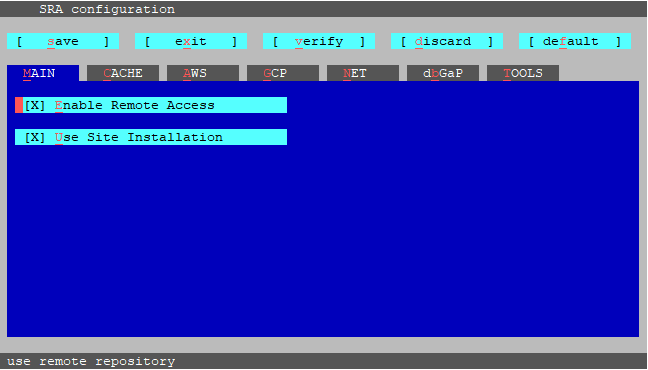 SRA configuration
[ save ] [ exit ] [ verify ] [ discard ] [ default ]
MAIN CACHE AWS GCP NET dbGaP TOOLS
[X] Enable Remote Access
[X] Use Site Installation
use remote repository